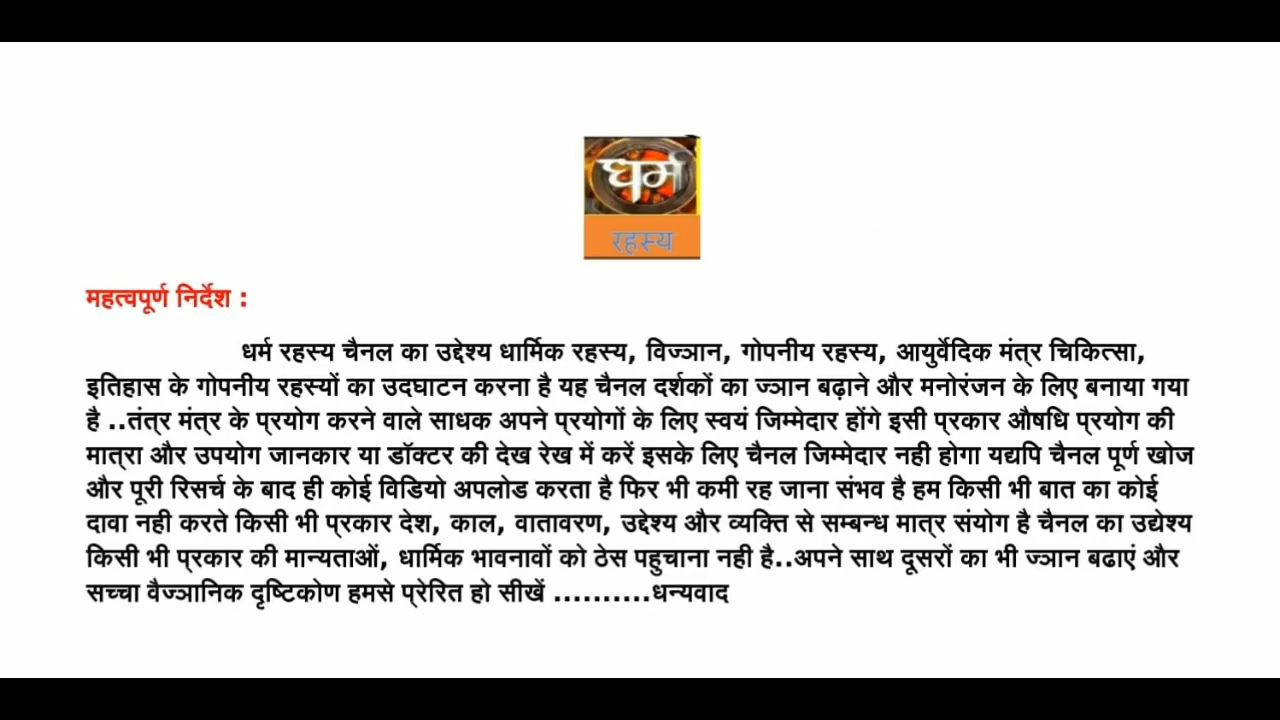 धर्म
रहस्य
महत्वपूर्ण निर्देश :
धर्म रहस्य चैनल का उद्देश्य धार्मिक रहस्य, विज्ञान, गोपनीय रहस्य, आयुर्वेदिक मंत्र चिकित्सा,
इतिहास के गोपनीय रहस्यों का उदघाटन करना है यह चैनल दर्शकों का ज्ञान बढ़ाने और मनोरंजन के लिए बनाया गया
है ..तंत्र मंत्र के प्रयोग करने वाले साधक अपने प्रयोगों के लिए स्वयं जिम्मेदार होंगे इसी प्रकार औषधि प्रयोग की
मात्रा और उपयोग जानकार या डॉक्टर की देख रेख में करें इसके लिए चैनल जिम्मेदार नही होगा यद्यपि चैनल पूर्ण खोज
और पूरी रिसर्च के बाद ही कोई विडियो अपलोड करता है फिर भी कमी रह जाना संभव है हम किसी भी बात का कोई
दावा नही करते किसी भी प्रकार देश, काल, वातावरण, उद्देश्य और व्यक्ति से सम्बन्ध मात्र संयोग है चैनल का उद्येश्य
किसी भी प्रकार की मान्यताओं, धार्मिक भावनावों को ठेस पहुचाना नही है..अपने साथ दूसरों का भी ज्ञान बढाएं और
सच्चा वैज्ञानिक दृष्टिकोण हमसे प्रेरित हो सीखें ..........धन्यवाद